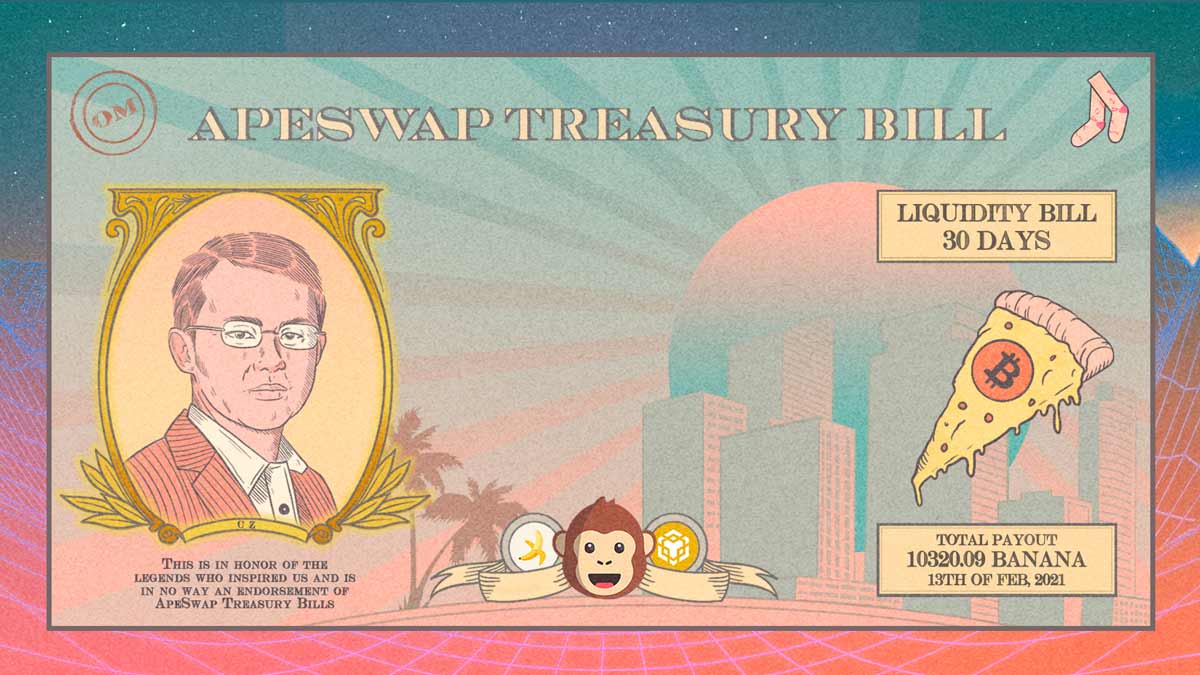 OM
APESWAP TREASURY BILL
LIQUIDITY BILL
30 DAYS
UZ
THIS IS IN HONOR OF THE
LEGENDS WHO INSPIRED US AND IS
IN NO WAY AN ENDORSEMENT OF
APESWAP TREASURY BILLS
TOTAL PAYOUT
10320.09 BANANA
13TH OF FEB, 2021